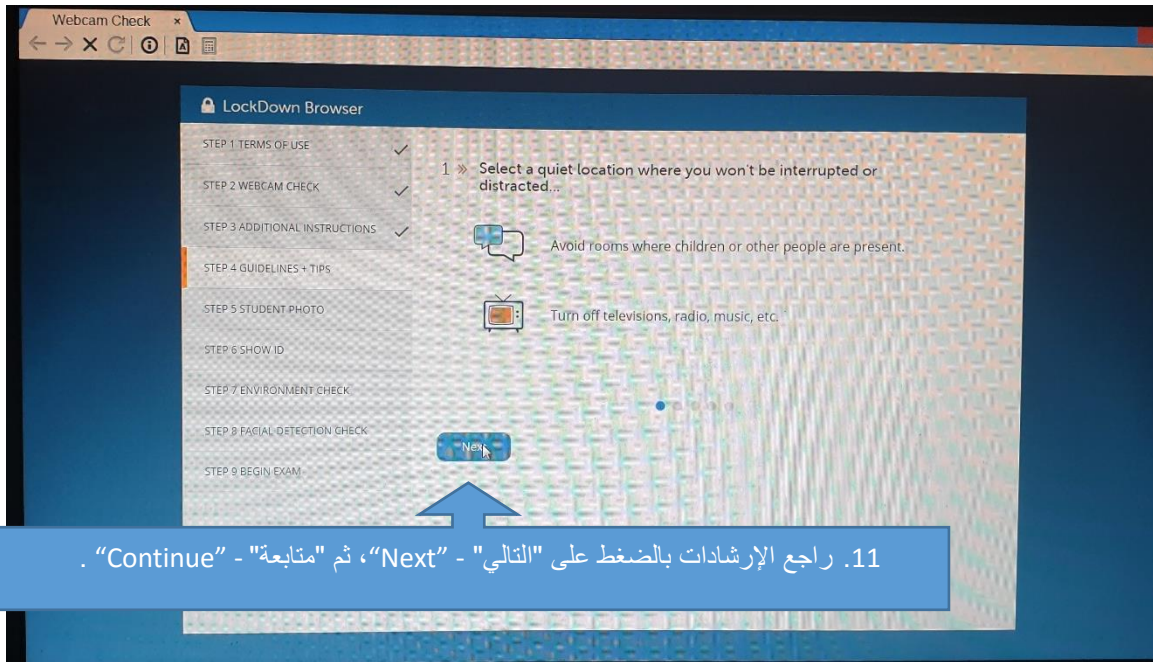 Webcam Check
LockDown Browser
STEP 1 TERMS OF USE
STEP 2 WEBCAM CHECK
STEP 3 ADDITIONAL INSTRUCTIONS
STEP 4 GUIDELINES + TIPS
STEP 5 STUDENT PHOTO
STEP 6 SHOW ID
STEP 7 ENVIRONMENT CHECK
STEP 8 FACIAL DETECTION CHECK
STEP 9 BEGIN EXAM
1 » Select a quiet location where you won't be interrupted or
distracted...
Avoid rooms where children or other people are present.
Turn off televisions, radio, music, etc.
Next
11. راجع الإرشادات بالضغط على "التالي" - "Next"، ثم "متابعة" - "Continue" .